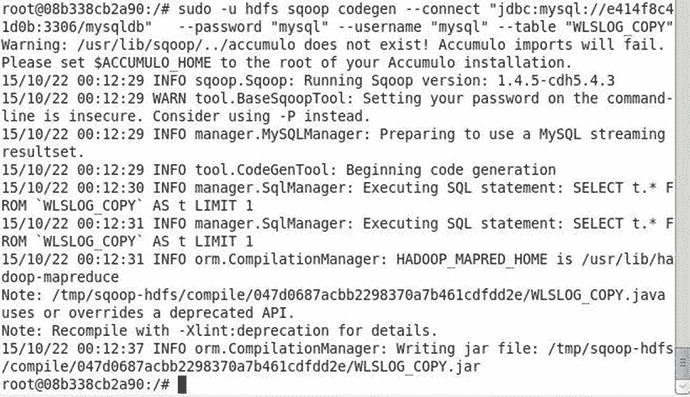 root@08b338cb2a90:/# sudo -u hdfs sqoop codegen --connect "jdbc:mysql://e414f8c4
1d0b:3306/mysqldb"   --password "mysql" --username "mysql" --table "WLSLOG_COPY"
Warning: /usr/lib/sqoop/../accumulo does not exist! Accumulo imports will fail.
Please set $ACCUMULO_HOME to the root of your Accumulo installation.
15/10/22 00:12:29 INFO sqoop.Sqoop: Running Sqoop version: 1.4.5-cdh5.4.3
15/10/22 00:12:29 WARN tool.BaseSqoopTool: Setting your password on the command-
line is insecure. Consider using -P instead.
15/10/22 00:12:29 INFO manager.MySQLManager: Preparing to use a MySQL streaming
resultset.
15/10/22 00:12:29 INFO tool.CodeGenTool: Beginning code generation
15/10/22 00:12:30 INFO manager.SqlManager: Executing SQL statement: SELECT t.* F
ROM `WLSLOG_COPY` AS t LIMIT 1
15/10/22 00:12:31 INFO manager.SqlManager: Executing SQL statement: SELECT t.* F
ROM `WLSLOG_COPY` AS t LIMIT 1
15/10/22 00:12:31 INFO orm.CompilationManager: HADOOP_MAPRED_HOME is /usr/lib/ha
doop-mapreduce
Note: /tmp/sqoop-hdfs/compile/047d0687acbb2298370a7b461cdfdd2e/WLSLOG_COPY.java
uses or overrides a deprecated API.
Note: Recompile with -Xlint:deprecation for details.
15/10/22 00:12:37 INFO orm.CompilationManager: Writing jar file: /tmp/sqoop-hdfs
/compile/047d0687acbb2298370a7b461cdfdd2e/WLSLOG_COPY.jar
root@08b338cb2a90:/#